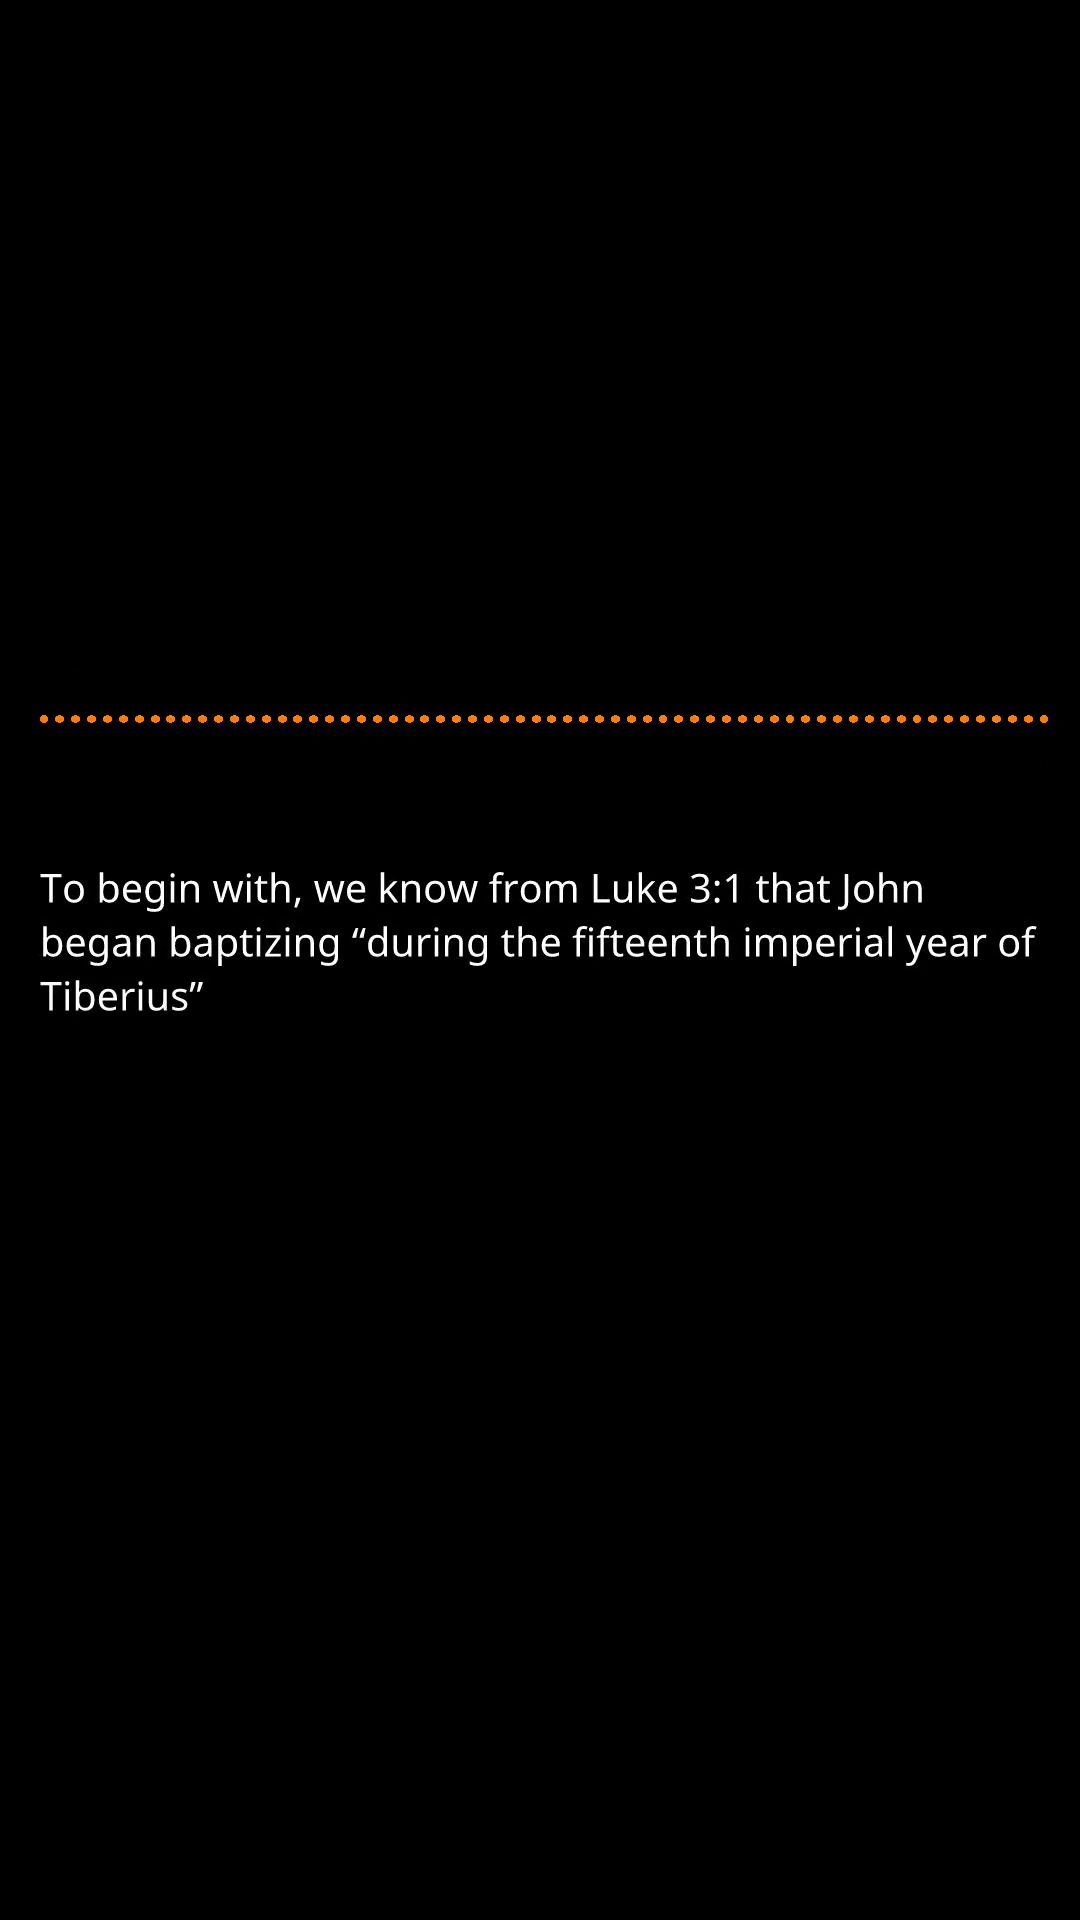 To begin with, we know from Luke 3:1 that John
began baptizing “during the fifteenth imperial year of
Tiberius”